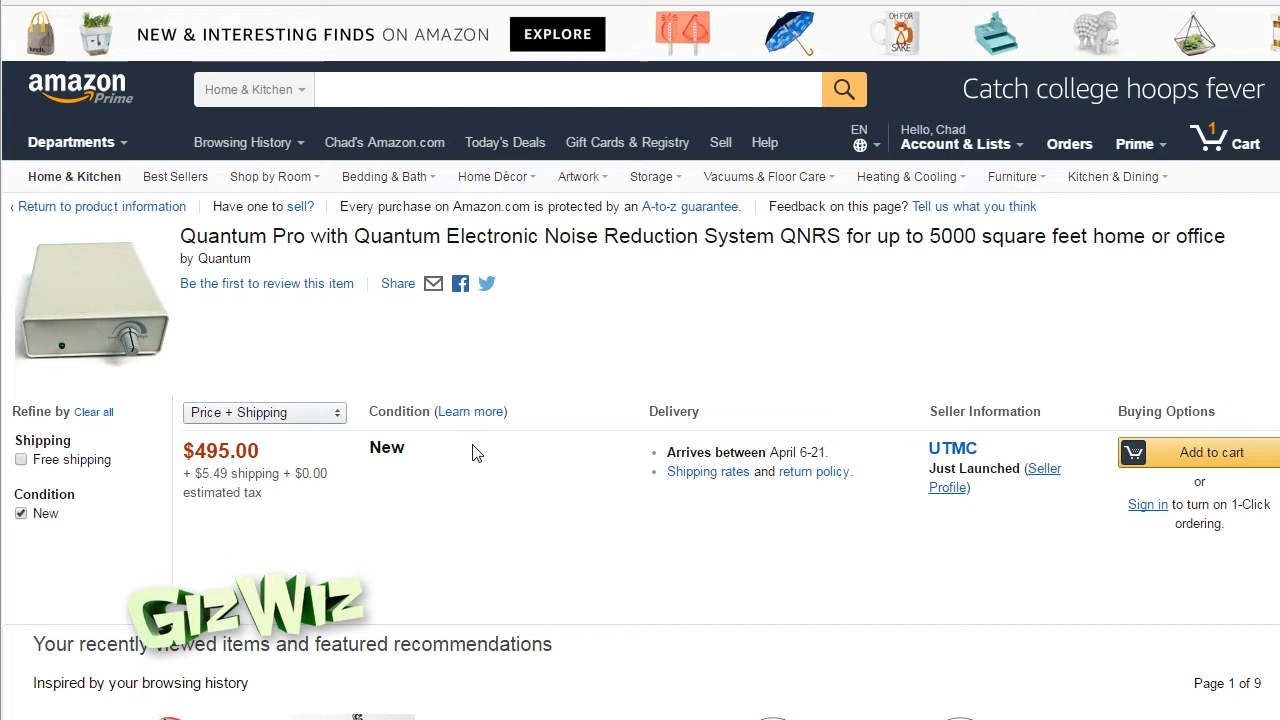 NEW & INTERESTING FINDS ON AMAZON EXPLORE
lunch.
OH FOR
SAKE
amazon
Prime
Home & Kitchen
Catch college hoops fever
Departments
Browsing History
Chad's Amazon.com
Today's Deals
Gift Cards & Registry
Sell
Help
EN
Hello, Chad
Account & Lists
Orders
Prime
1
Cart
Home & Kitchen
Best Sellers
Shop by Room
Bedding & Bath
Home Décor
Artwork
Storage
Vacuums & Floor Care
Heating & Cooling
Furniture
Kitchen & Dining
‹ Return to product information
Have one to sell?
Every purchase on Amazon.com is protected by an A-to-z guarantee.
Feedback on this page? Tell us what you think
Quantum Pro with Quantum Electronic Noise Reduction System QNRS for up to 5000 square feet home or office
by Quantum
Be the first to review this item
Share
Refine by Clear all
Shipping
Free shipping
Condition
New
Price + Shipping
$495.00
+ $5.49 shipping + $0.00
estimated tax
Condition (Learn more)
New
Delivery
• Arrives between April 6-21.
• Shipping rates and return policy.
Seller Information
UTMC
Just Launched (Seller
Profile)
Buying Options
Add to cart
or
Sign in to turn on 1-Click
ordering.
GizWiz
Your recently viewed items and featured recommendations
Inspired by your browsing history
Page 1 of 9